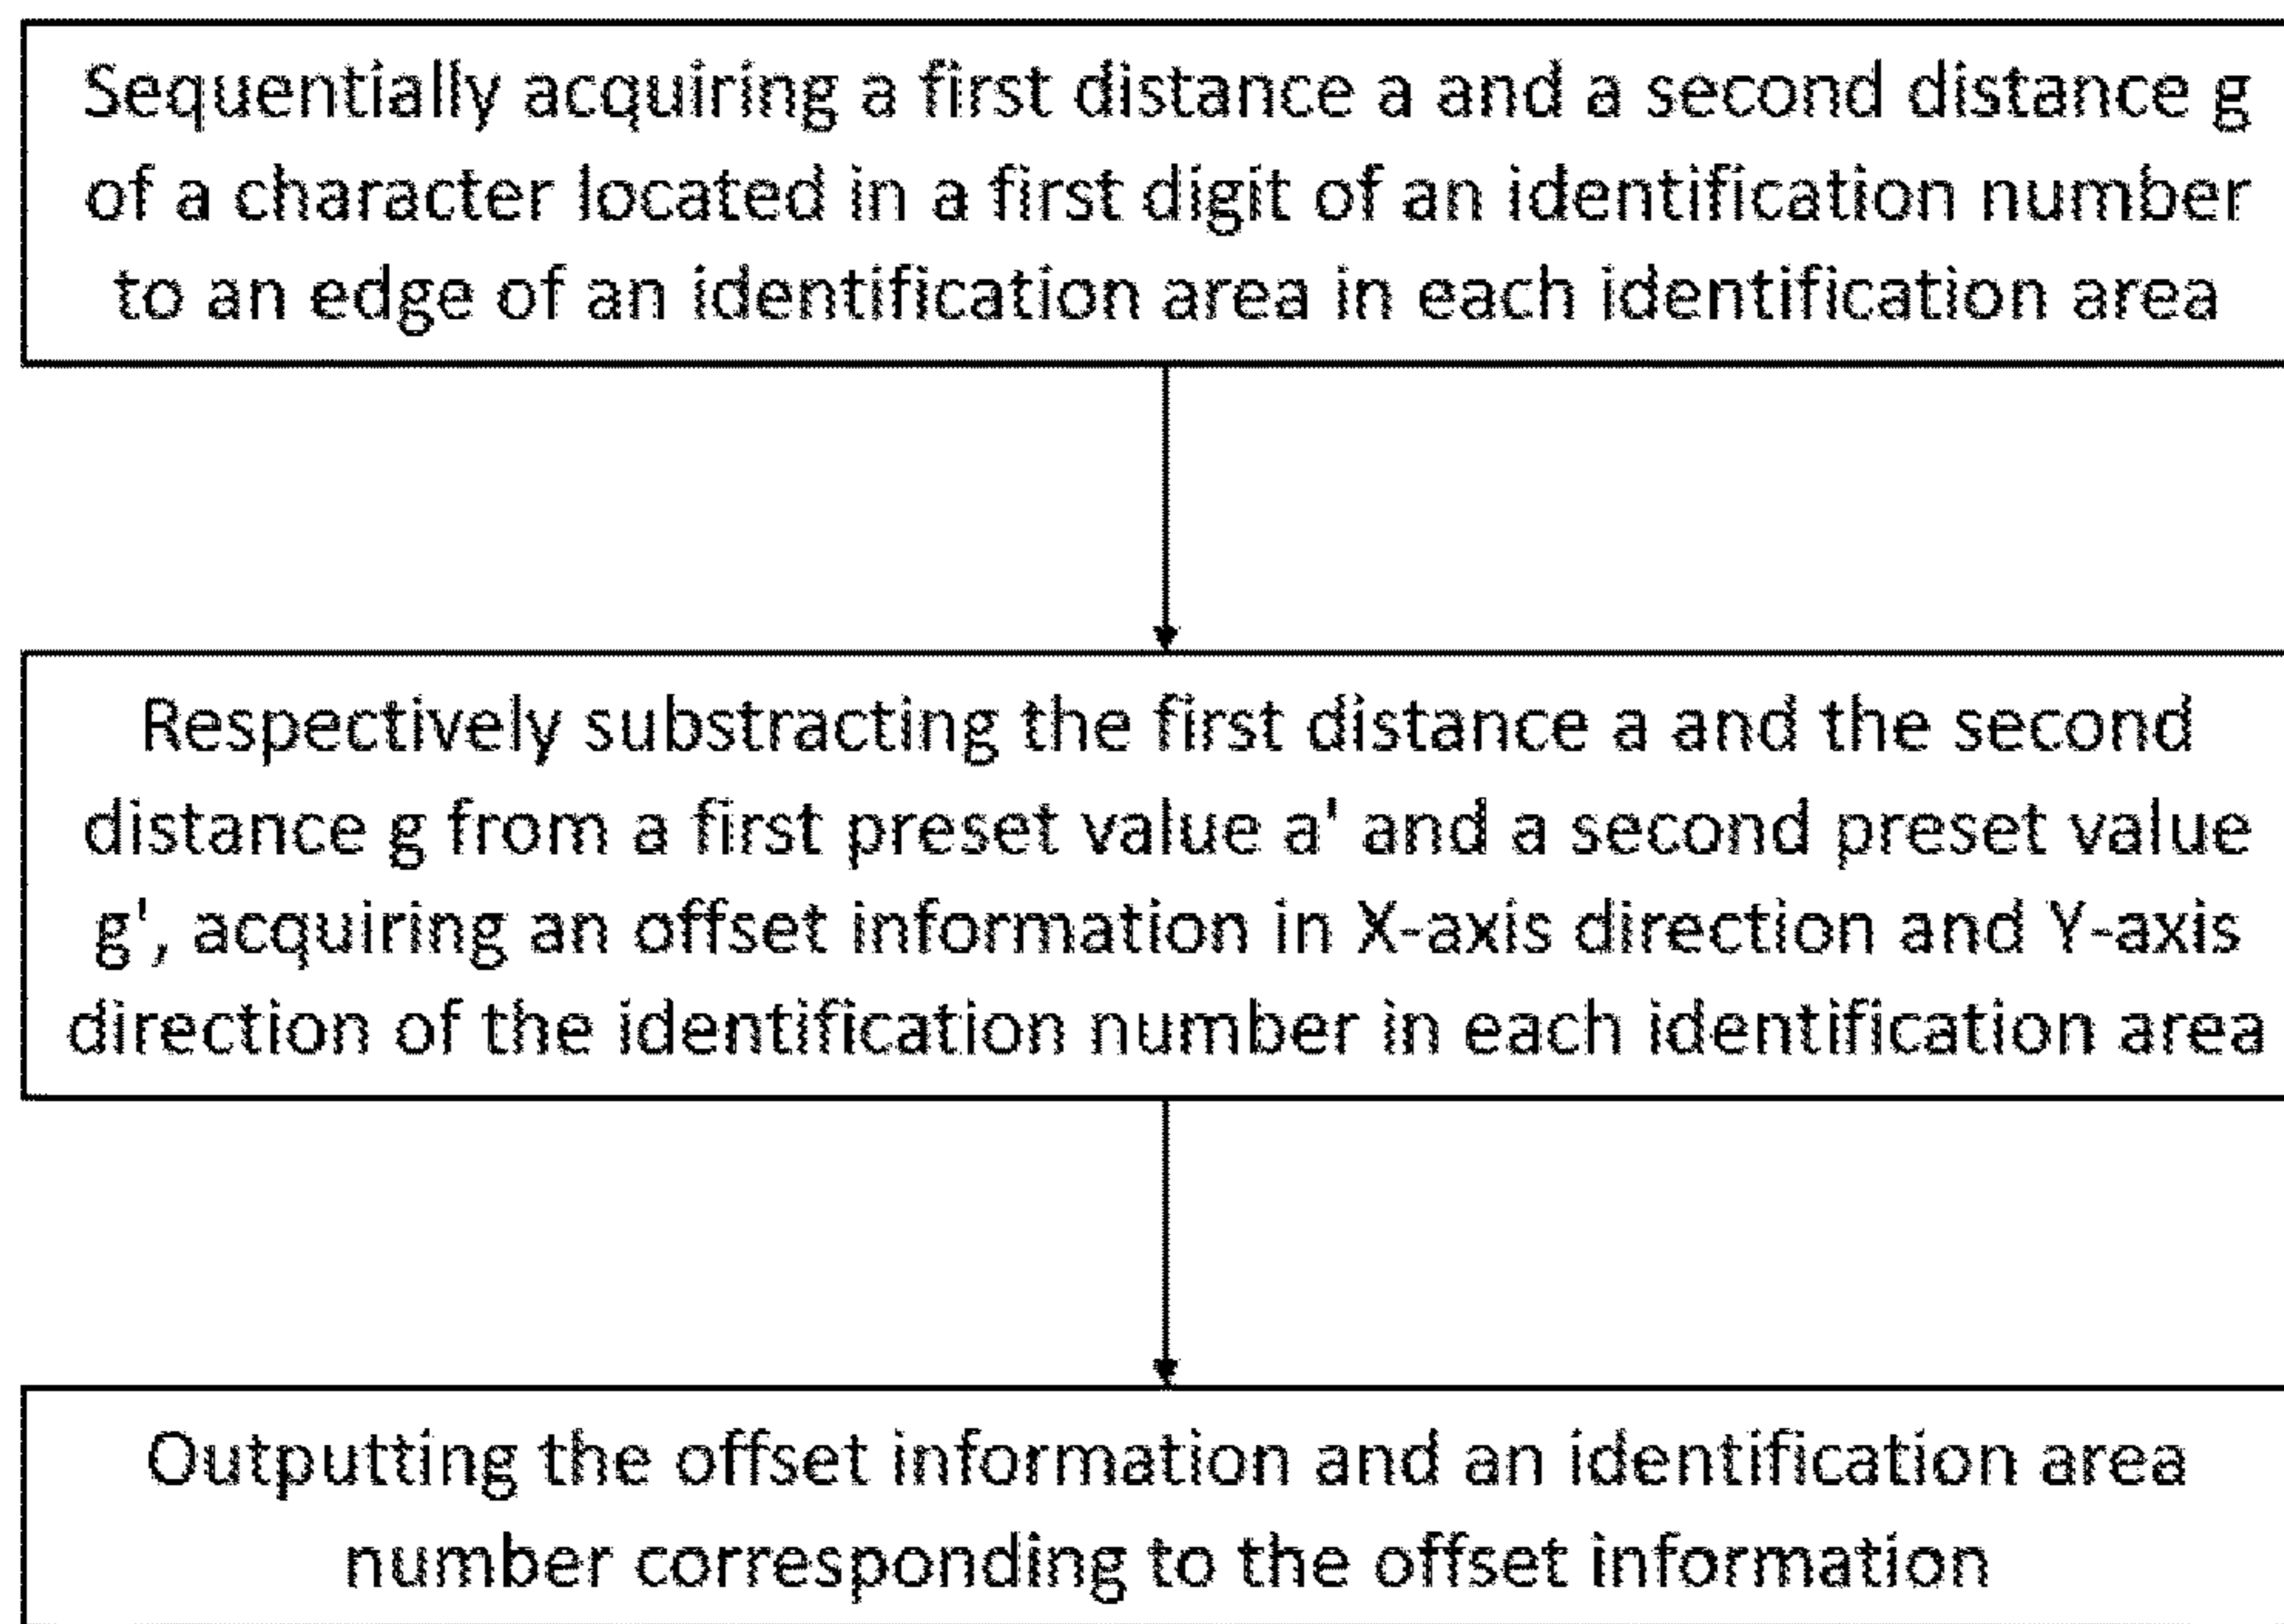 Sequentially acquiring a first distance a and a second distance g
of a character located in a first digit of an identification number
to an edge of an identification area in each identification area
Respectively substracting the first distance a and the second
distance g from a first preset value a' and a second preset value
g', acquiring an offset information in X-axis direction and Y-axis
direction of the identification number in each identification area
Outputting the offset information and an identification area
number corresponding to the offset information